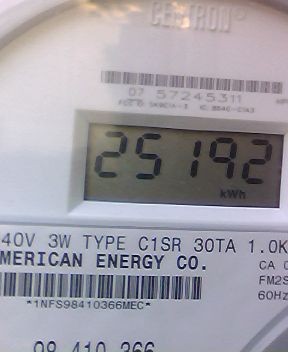 CENTRON®
07 57245311
25192
kWh
40V 3W TYPE C1SR 30TA 1.0K
MERICAN ENERGY CO.
CA
FM2S
60Hz
*1NFS98410366MEC*
98 410 366